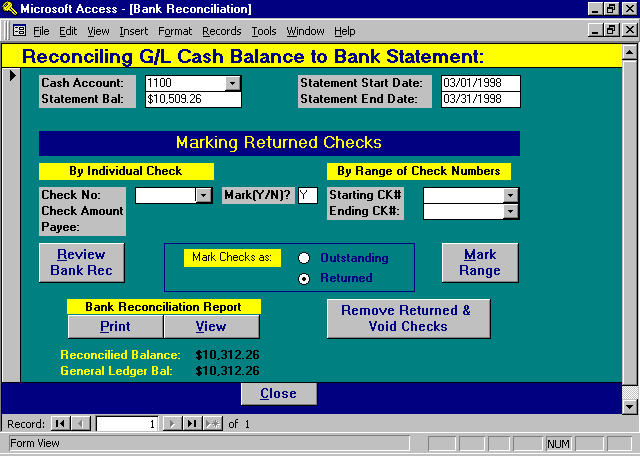 Microsoft Access - [Bank Reconciliation]
File Edit View Insert Format Records Tools Window Help
Reconciling G/L Cash Balance to Bank Statement:
Cash Account: 1100 Statement Start Date: 03/01/1998
Statement Bal: $10,509.26 Statement End Date: 03/31/1998
Marking Returned Checks
By Individual Check By Range of Check Numbers
Check No: Mark(Y/N)? Y Starting CK#
Check Amount Ending CK#:
Payee:
Review Bank Rec
Mark Checks as: Outstanding
Returned
Mark Range
Bank Reconciliation Report
Print View
Remove Returned & Void Checks
Reconcilied Balance: $10,312.26
General Ledger Bal: $10,312.26
Close
Record: 1 of 1
Form View NUM